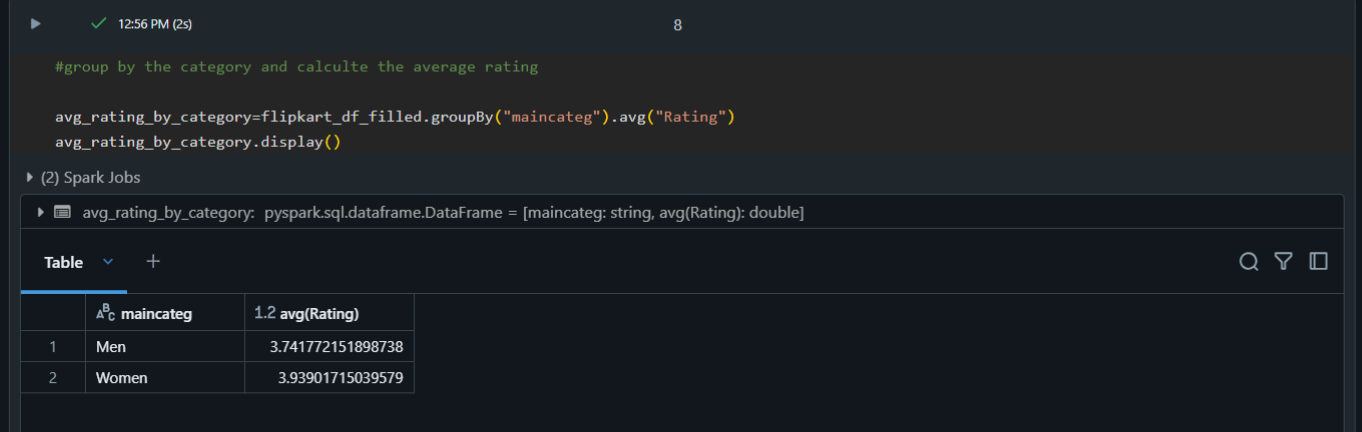 12:56 PM (2s)
8
#group by the category and calculte the average rating
avg_rating_by_category=flipkart_df_filled.groupBy("maincateg").avg("Rating")
avg_rating_by_category.display()
(2) Spark Jobs
avg_rating_by_category: pyspark.sql.dataframe.DataFrame = [maincateg: string, avg(Rating): double]
Table
ABC maincateg 1.2 avg(Rating)
1 Men 3.741772151898738
2 Women 3.93901715039579